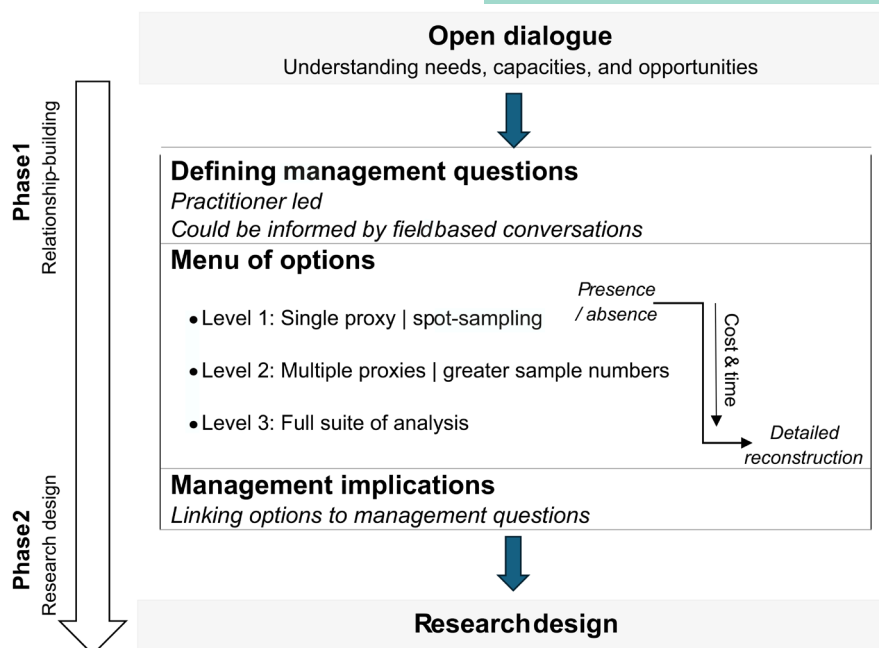 Open dialogue
Understanding needs, capacities, and opportunities
Phase1
Relationship-building
Defining management questions
Practitioner led
Could be informed by fieldbased conversations
Menu of options
Presence
/ absence
• Level 1: Single proxy | spot-sampling
• Level 2: Multiple proxies | greater sample numbers
• Level 3: Full suite of analysis
Cost & time
Detailed
reconstruction
Phase2
Research design
Management implications
Linking options to management questions
Researchdesign